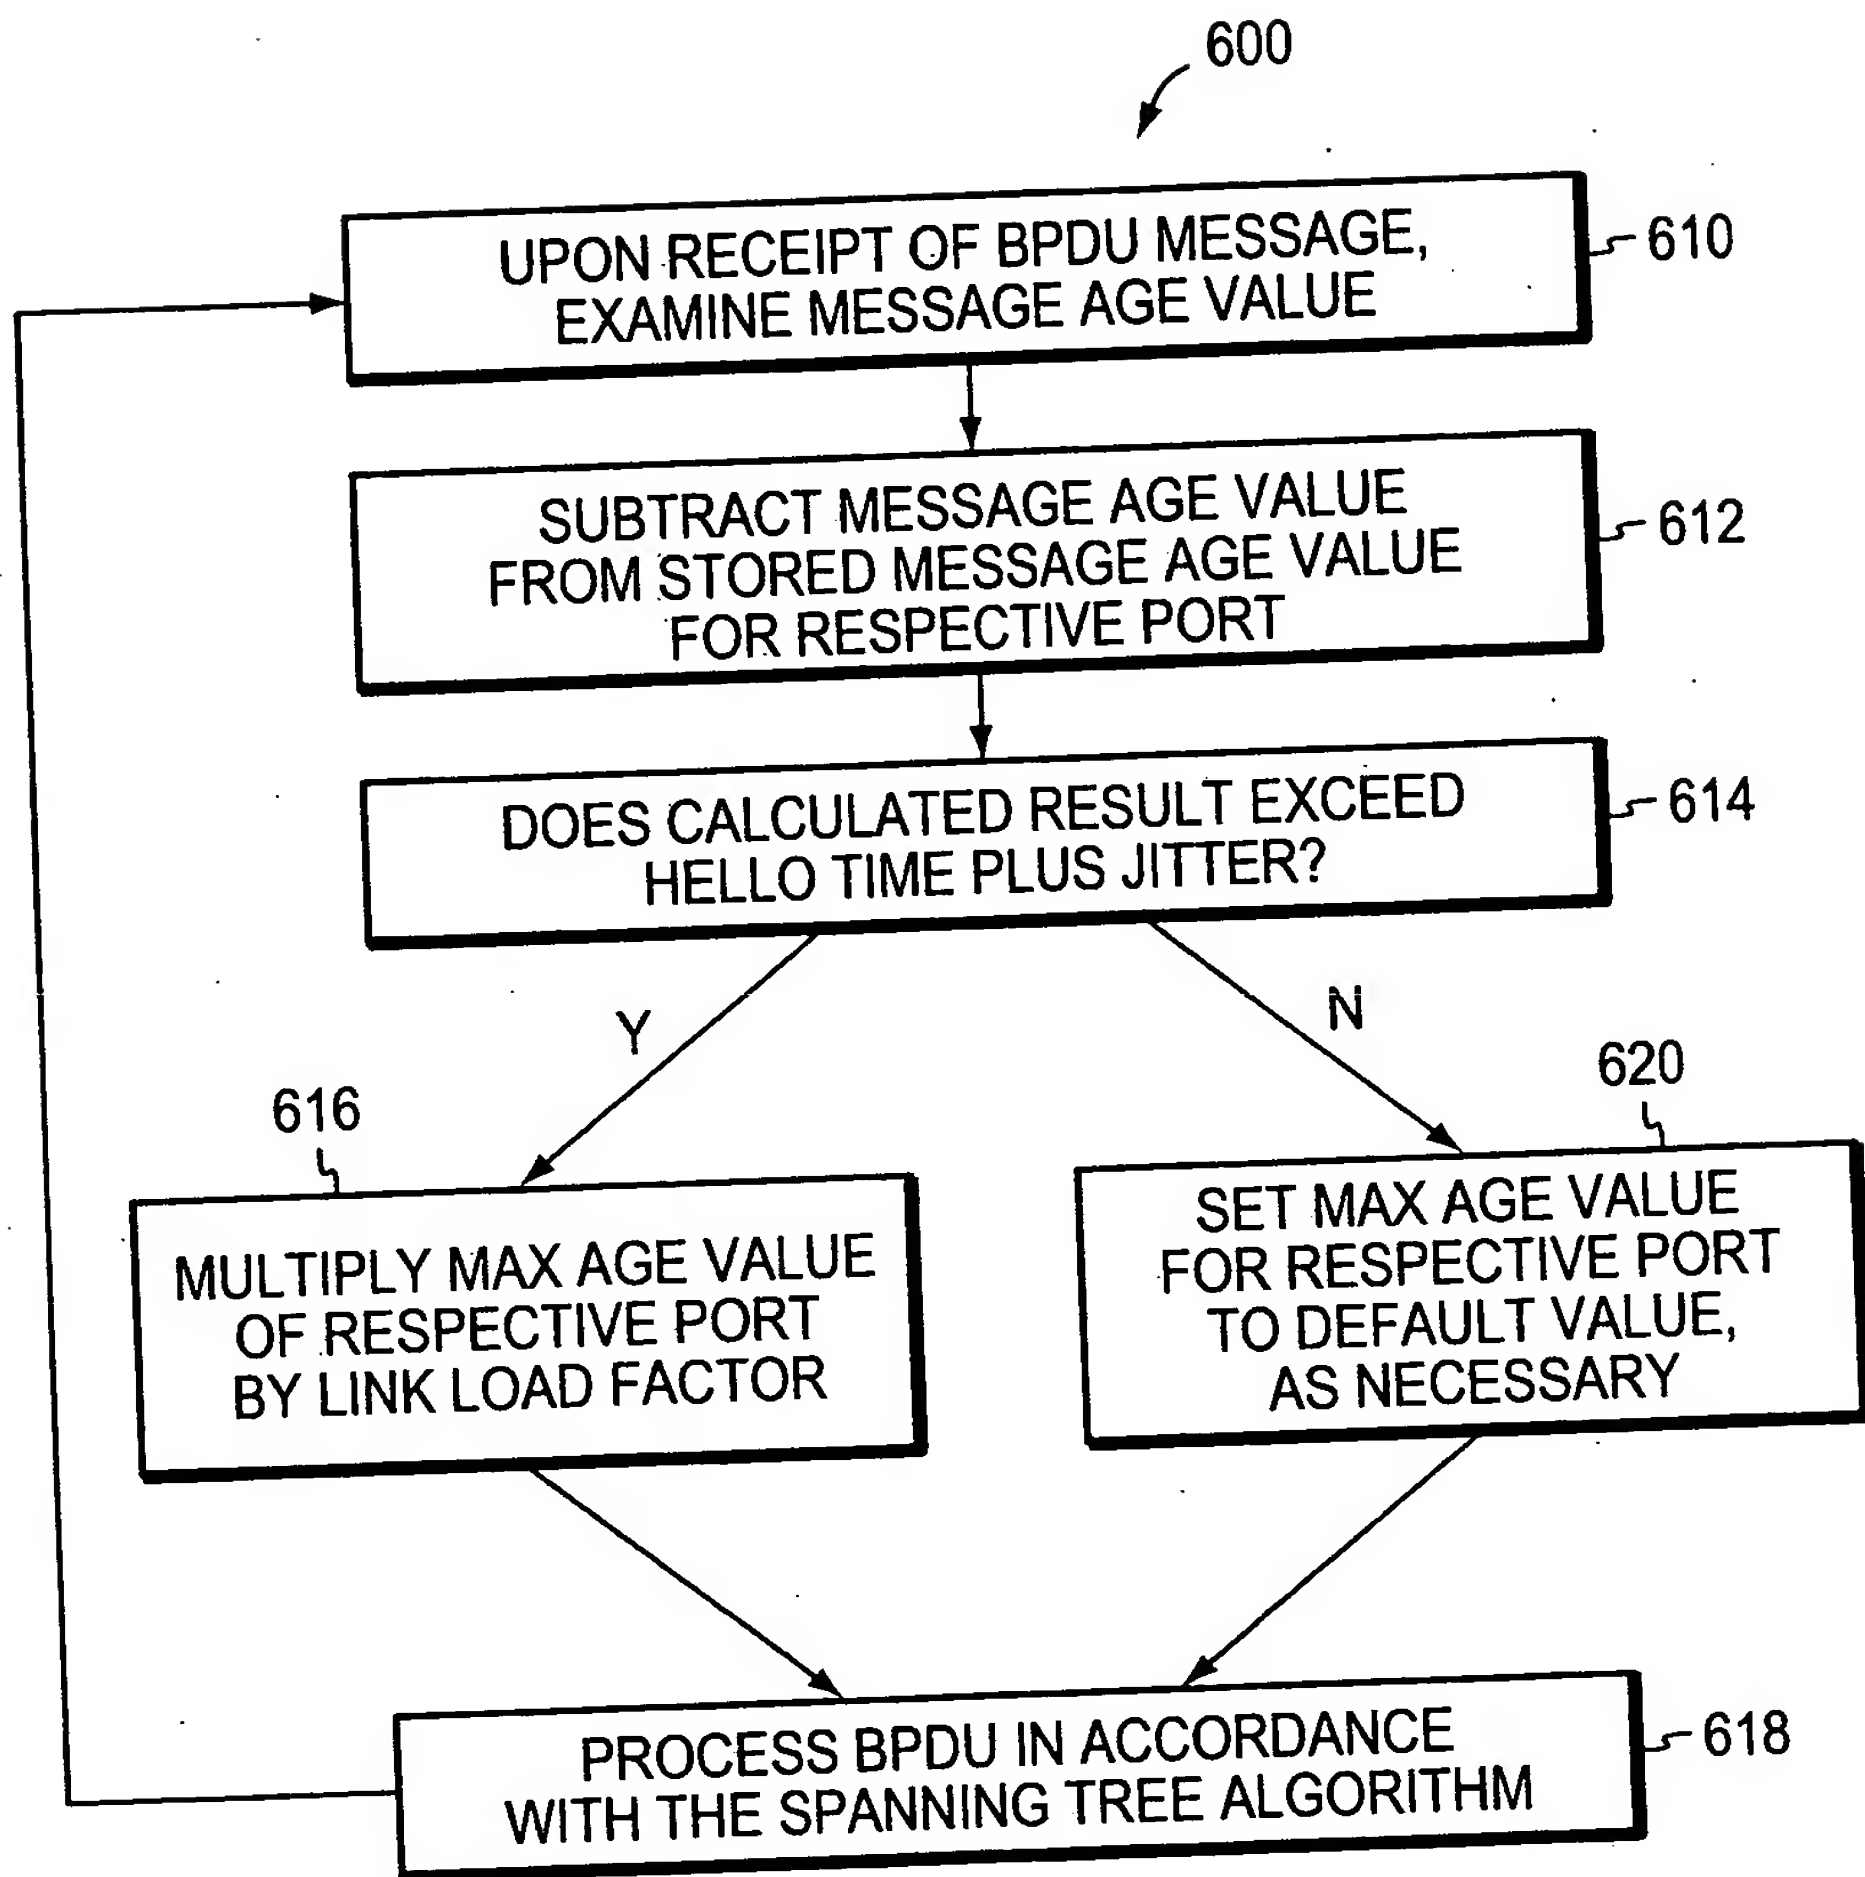 600
UPON RECEIPT OF BPDU MESSAGE,
EXAMINE MESSAGE AGE VALUE
610
SUBTRACT MESSAGE AGE VALUE
FROM STORED MESSAGE AGE VALUE
FOR RESPECTIVE PORT
612
DOES CALCULATED RESULT EXCEED
HELLO TIME PLUS JITTER?
614
Y
N
616
620
MULTIPLY MAX AGE VALUE
OF RESPECTIVE PORT
BY LINK LOAD FACTOR
SET MAX AGE VALUE
FOR RESPECTIVE PORT
TO DEFAULT VALUE,
AS NECESSARY
PROCESS BPDU IN ACCORDANCE
WITH THE SPANNING TREE ALGORITHM
618